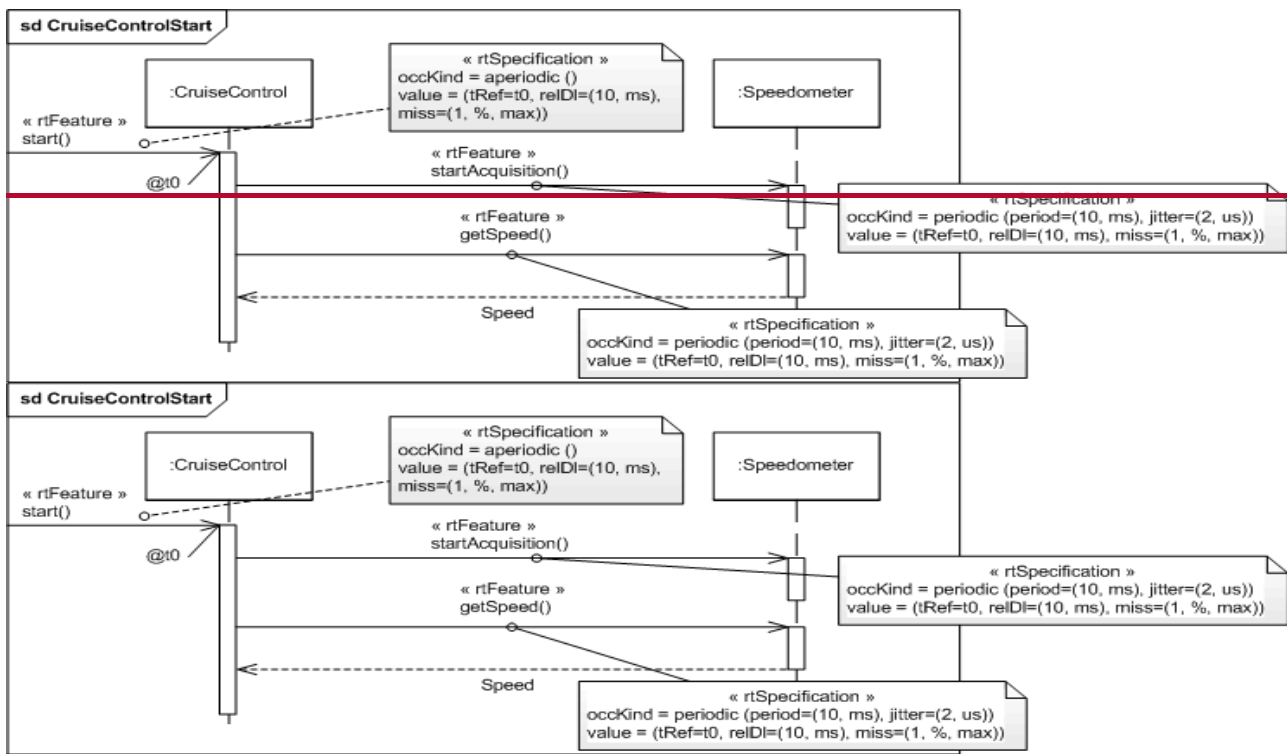 sd CruiseControlStart
« rtSpecification »
occKind = aperiodic ()
value = (tRef=t0, relDl=(10, ms),
miss=(1, %, max))
:CruiseControl
:Speedometer
« rtFeature »
start()
@t0
« rtFeature »
startAcquisition()
« rtSpecification »
occKind = periodic (period=(10, ms), jitter=(2, us))
value = (tRef=t0, relDl=(10, ms), miss=(1, %, max))
« rtFeature »
getSpeed()
Speed
« rtSpecification »
occKind = periodic (period=(10, ms), jitter=(2, us))
value = (tRef=t0, relDl=(10, ms), miss=(1, %, max))
sd CruiseControlStart
« rtSpecification »
occKind = aperiodic ()
value = (tRef=t0, relDl=(10, ms),
miss=(1, %, max))
:CruiseControl
:Speedometer
« rtFeature »
start()
@t0
« rtFeature »
startAcquisition()
« rtSpecification »
occKind = periodic (period=(10, ms), jitter=(2, us))
value = (tRef=t0, relDl=(10, ms), miss=(1, %, max))
« rtFeature »
getSpeed()
Speed
« rtSpecification »
occKind = periodic (period=(10, ms), jitter=(2, us))
value = (tRef=t0, relDl=(10, ms), miss=(1, %, max))